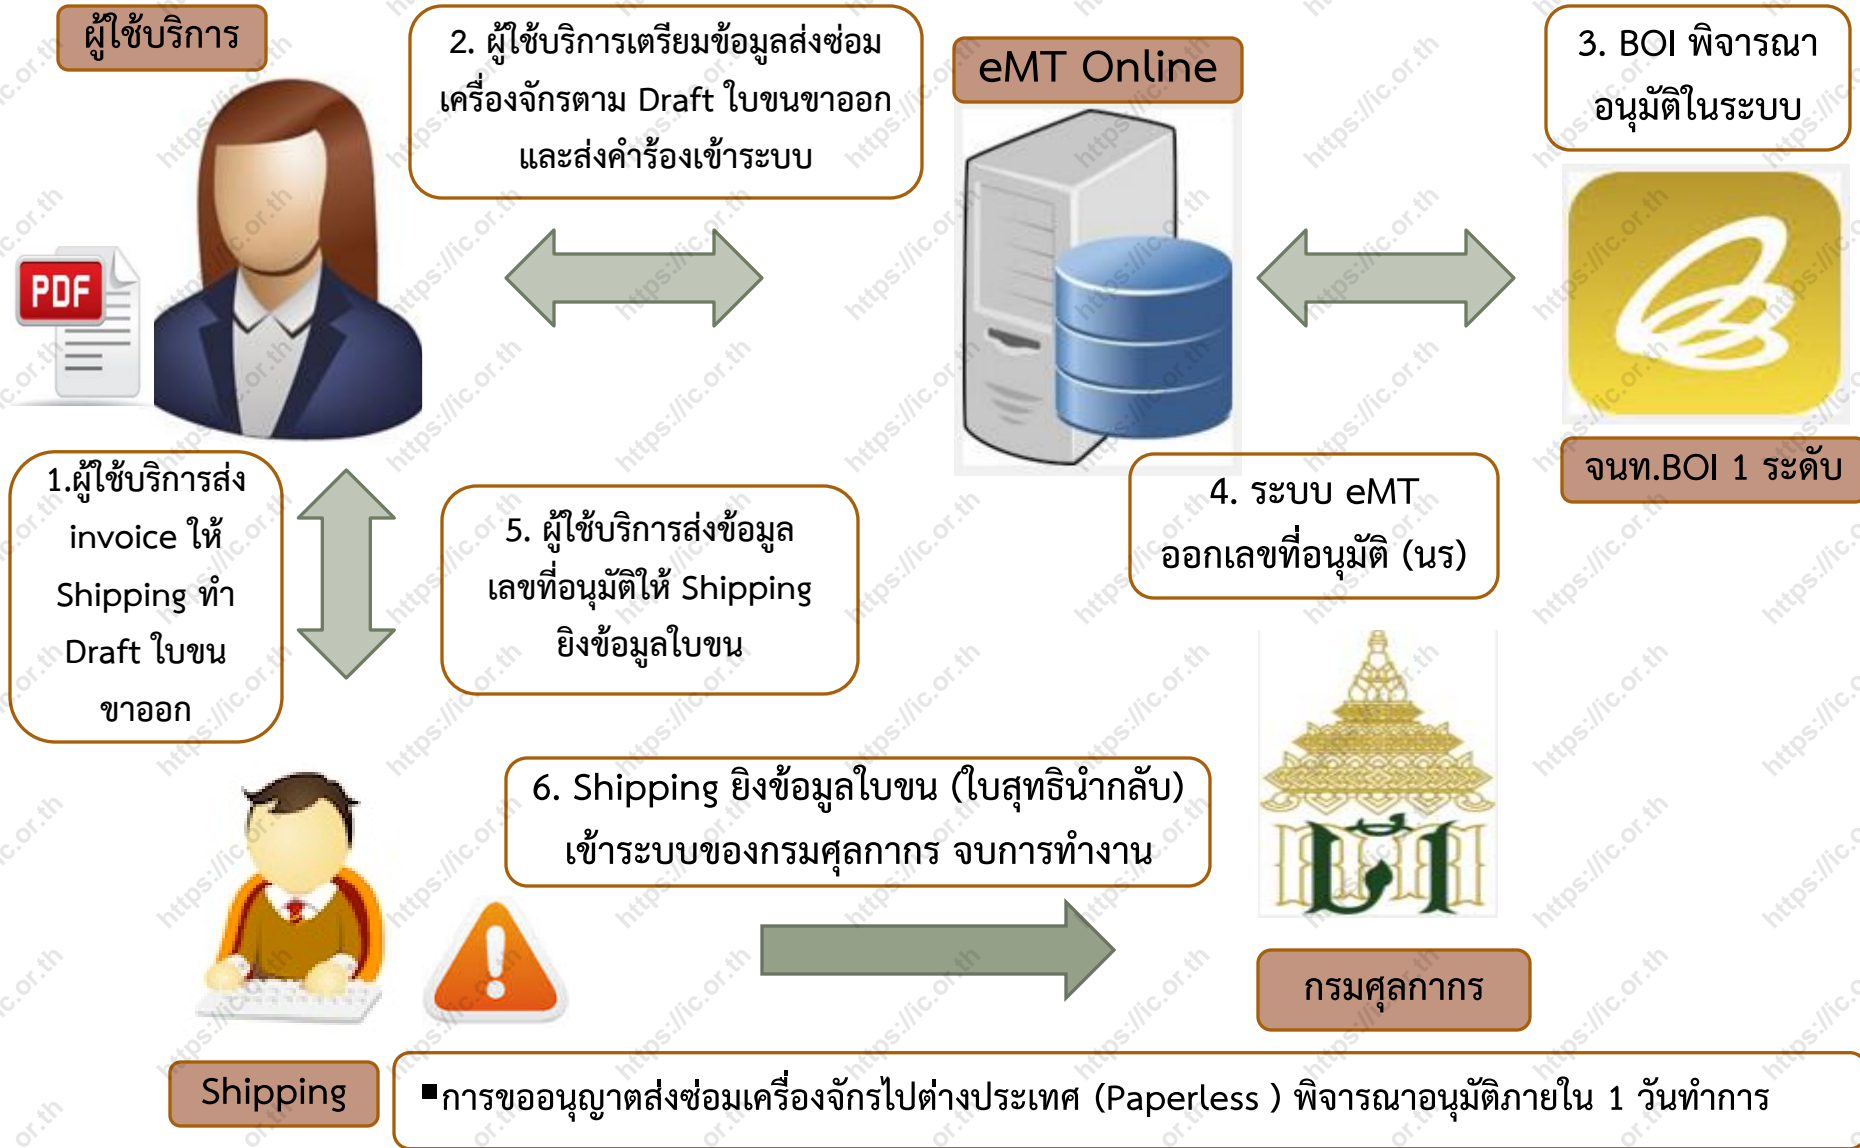 ผู้ใช้บริการ
2. ผู้ใช้บริการเตรียมข้อมูลส่งซ่อม
เครื่องจักรตาม Draft ใบขนขาออก
และส่งคำร้องเข้าระบบ
eMT Online
3. BOI พิจารณา
อนุมัติในระบบ
PDF
จนท.BOI 1 ระดับ
1.ผู้ใช้บริการส่ง
invoice ให้
Shipping ทำ
Draft ใบขน
ขาออก
5. ผู้ใช้บริการส่งข้อมูล
เลขที่อนุมัติให้ Shipping
ยิงข้อมูลใบขน
4. ระบบ eMT
ออกเลขที่อนุมัติ (นร)
6. Shipping ยิงข้อมูลใบขน (ใบสุทธินำกลับ)
เข้าระบบของกรมศุลกากร จบการทำงาน
กรมศุลกากร
Shipping
▪การขออนุญาตส่งซ่อมเครื่องจักรไปต่างประเทศ (Paperless ) พิจารณาอนุมัติภายใน 1 วันทำการ
https://ic.or.th